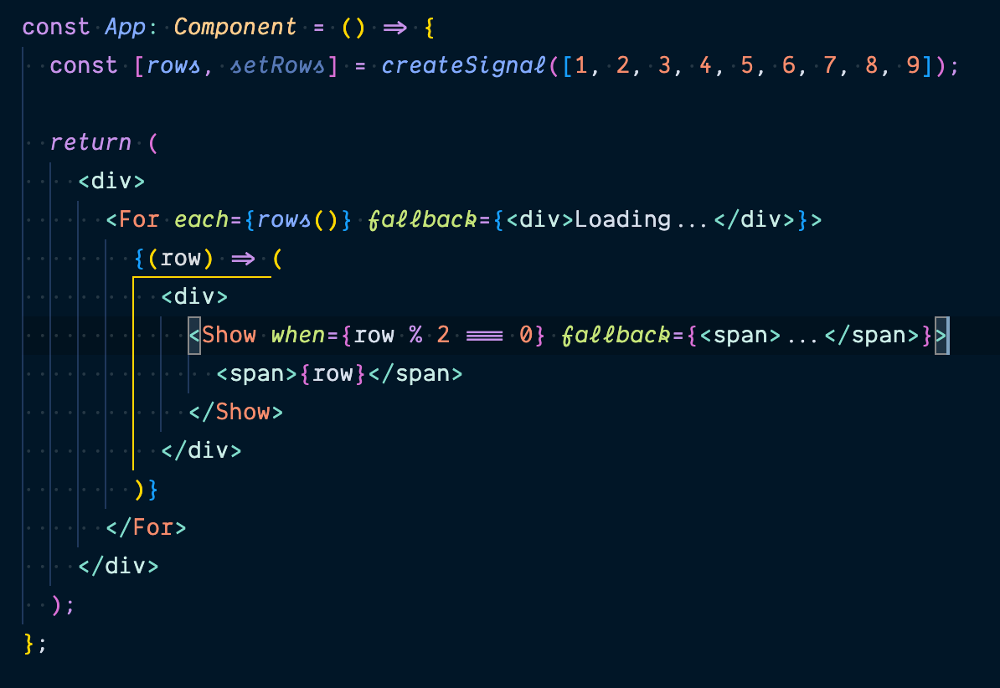 const App: Component = () => {
  const [rows, setRows] = createSignal([1, 2, 3, 4, 5, 6, 7, 8, 9]);

  return (
    <div>
      <For each={rows()} fallback={<div>Loading...</div>}>
        {(row) => (
          <div>
            <Show when={row % 2 === 0} fallback={<span>...</span>}>
              <span>{row}</span>
            </Show>
          </div>
        )}
      </For>
    </div>
  );
};